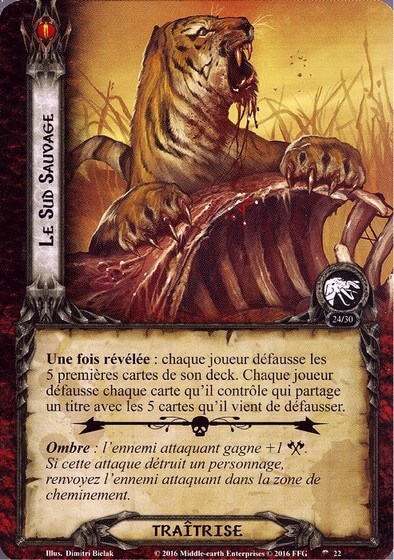 LE SUD SAUVAGE
24/30
Une fois révélée : chaque joueur défausse les
5 premières cartes de son deck. Chaque joueur
défausse chaque carte qu'il contrôle qui partage
un titre avec les 5 cartes qu'il vient de défausser.
Ombre : l'ennemi attaquant gagne +1 .
Si cette attaque détruit un personnage,
renvoyez l'ennemi attaquant dans la zone de
cheminement.
TRAÎTRISE
Illus. Dimitri Bielak © 2016 Middle-earth Enterprises © 2016 FFG 22